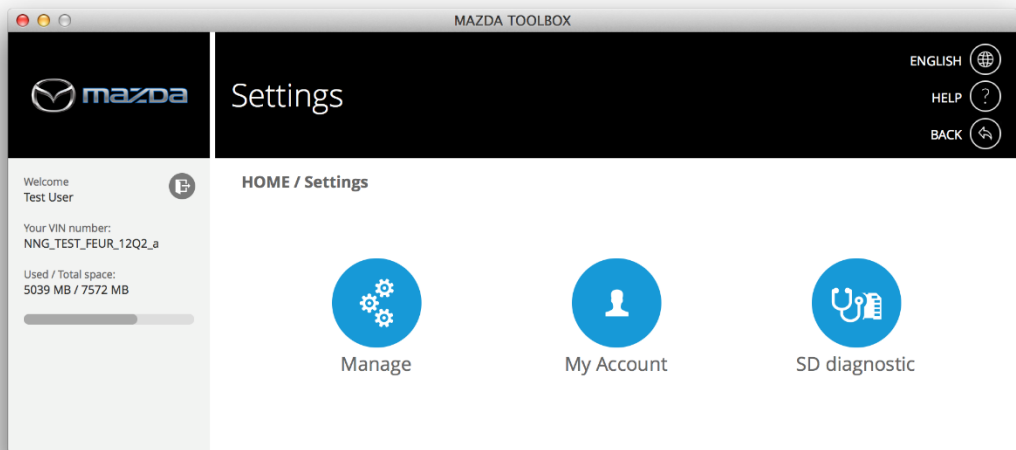 MAZDA TOOLBOX
mazda
Settings
ENGLISH
HELP
?
BACK
Welcome
Test User
Your VIN number:
NNG_TEST_FEUR_12Q2_a
Used / Total space:
5039 MB / 7572 MB
HOME / Settings
Manage
My Account
SD diagnostic